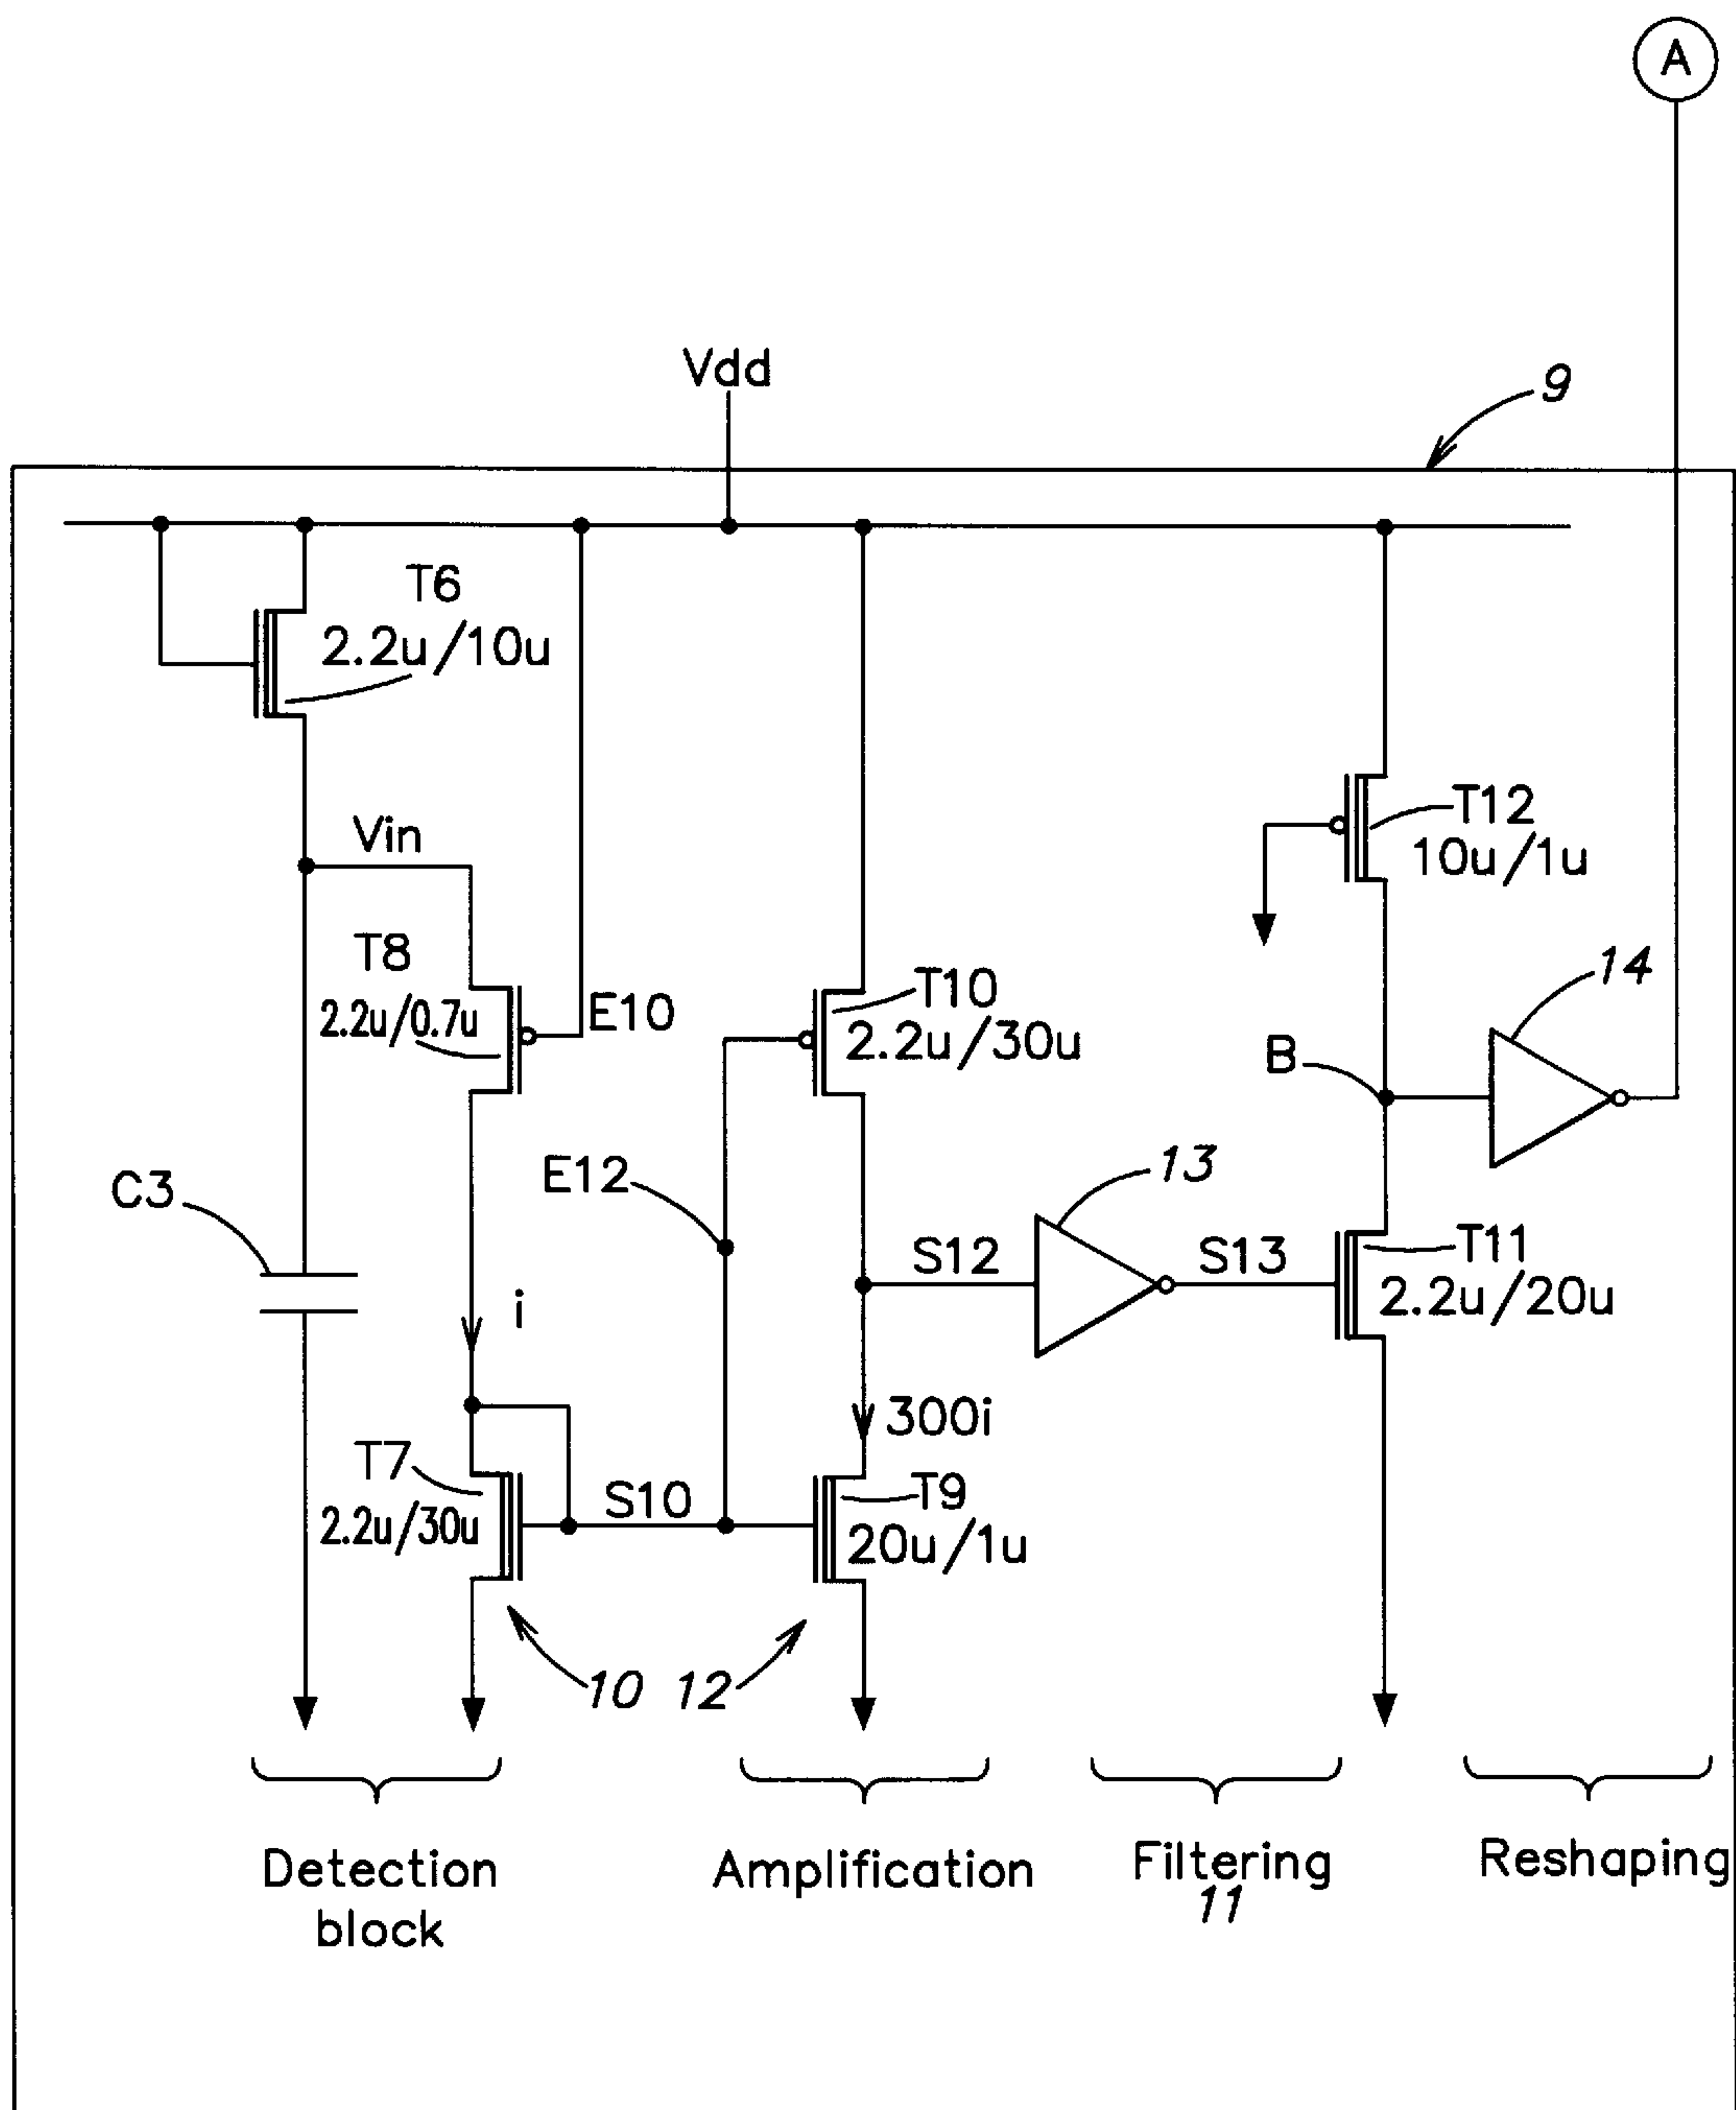 A
Vdd
9
T6
2.2u/10u
Vin
T12
10u/1u
T8
2.2u/0.7u
E10
T10
2.2u/30u
14
B
C3
E12
13
S12
S13
T11
2.2u/20u
i
300i
T7
2.2u/30u
S10
T9
20u/1u
10
12
Detection
block
Amplification
Filtering
11
Reshaping